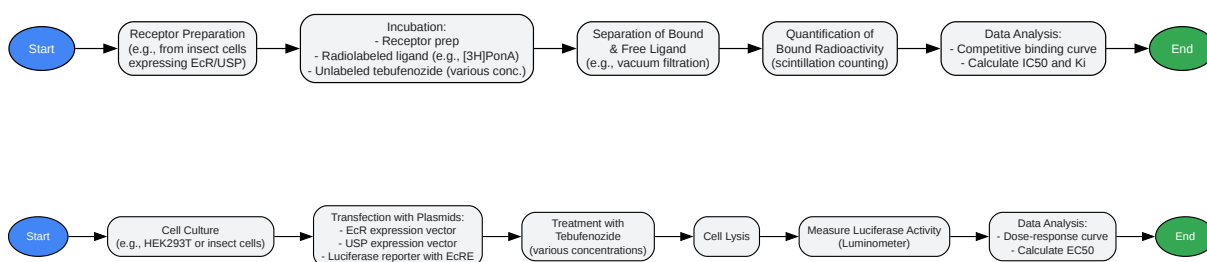 Start
Receptor Preparation
(e.g., from insect cells
expressing EcR/USP)
Incubation:
- Receptor prep
- Radiolabeled ligand (e.g., [3H]PonA)
- Unlabeled tebufenozide (various conc.)
Separation of Bound
& Free Ligand
(e.g., vacuum filtration)
Quantification of
Bound Radioactivity
(scintillation counting)
Data Analysis:
- Competitive binding curve
- Calculate IC50 and Ki
End
Start
Cell Culture
(e.g., HEK293T or insect cells)
Transfection with Plasmids:
- EcR expression vector
- USP expression vector
- Luciferase reporter with EcRE
Treatment with
Tebufenozide
(various concentrations)
Cell Lysis
Measure Luciferase Activity
(Luminometer)
Data Analysis:
- Dose-response curve
- Calculate EC50
End